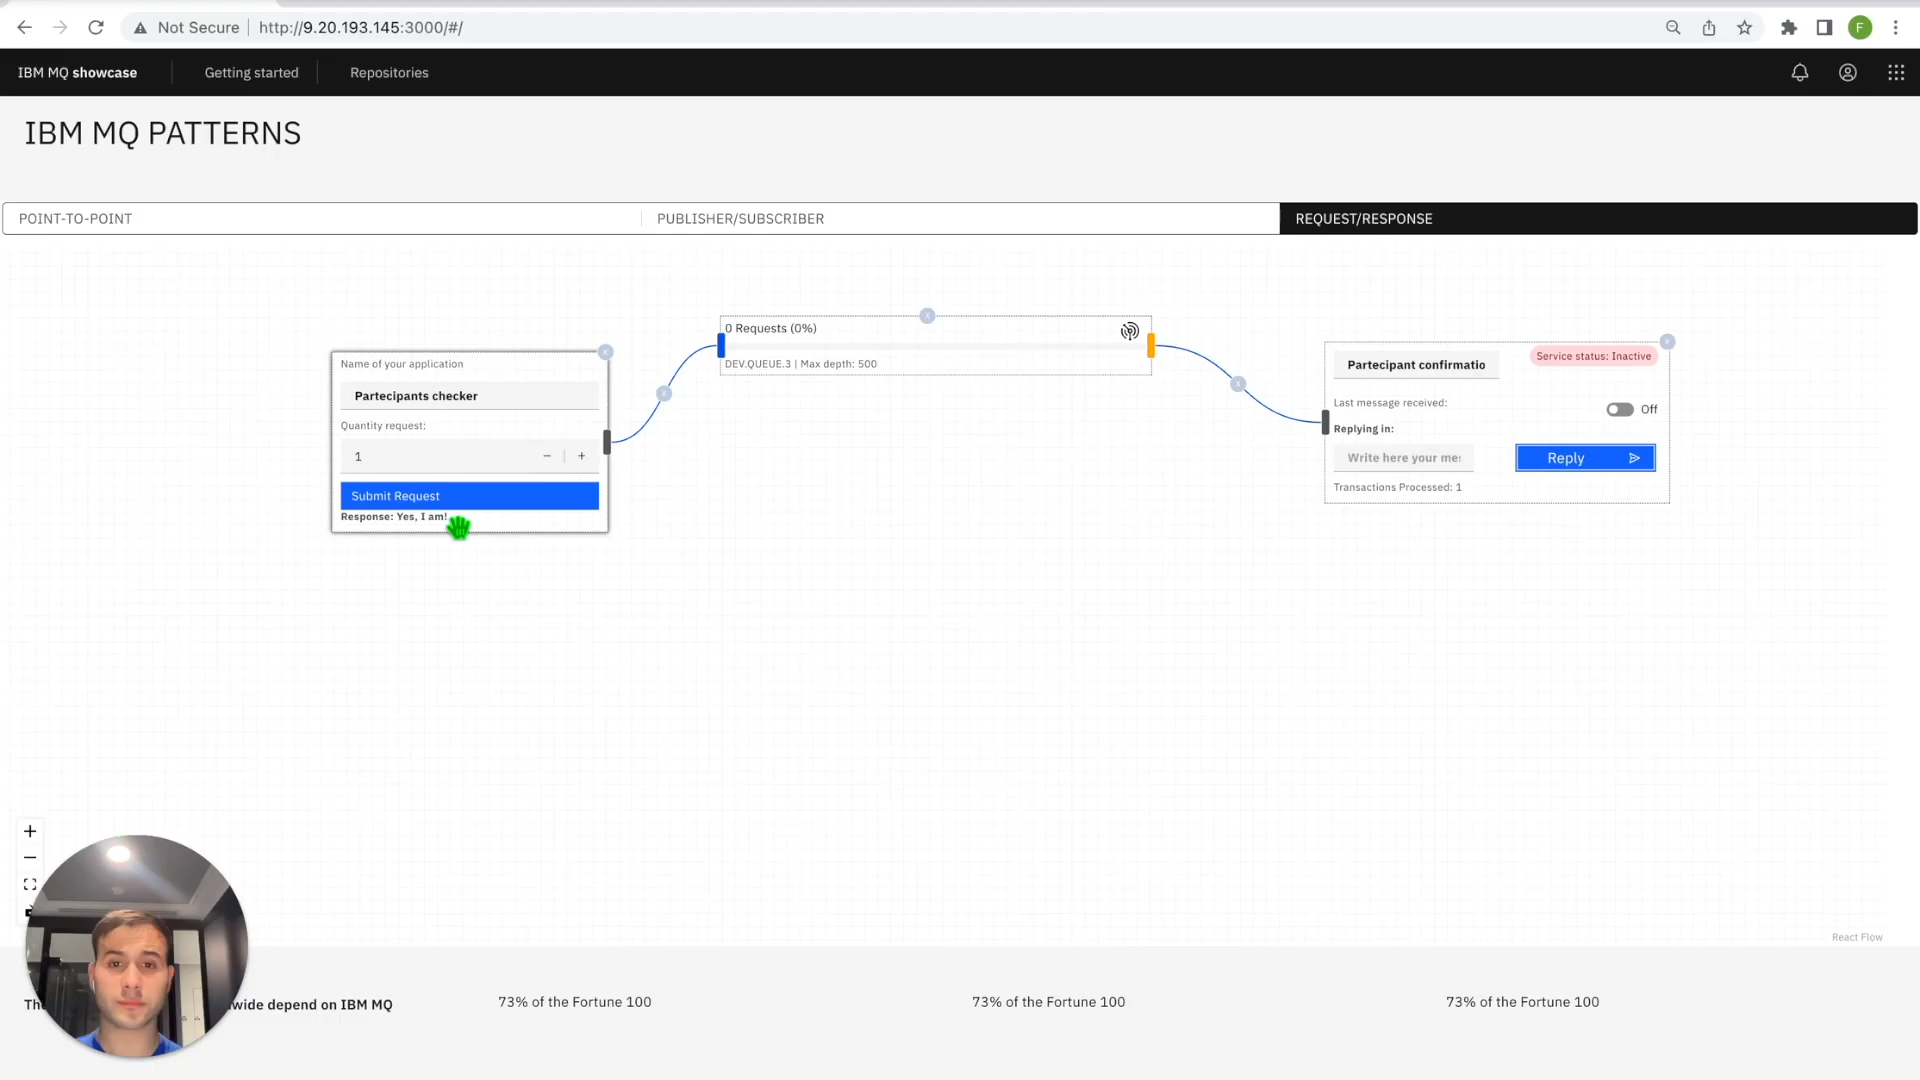 Not Secure
http://9.20.193.145:3000/#/
F
IBM MQ showcase
Getting started
Repositories
IBM MQ PATTERNS
POINT-TO-POINT
PUBLISHER/SUBSCRIBER
REQUEST/RESPONSE
Name of your application
Partecipants checker
Quantity request:
1
Submit Request
Response: Yes, I am!
0 Requests (0%)
DEV.QUEUE.3 | Max depth: 500
Partecipant confirmatio
Service status: Inactive
Last message received:
Off
Replying in:
Write here your me
Reply
Transactions Processed: 1
React Flow
wide depend on IBM MQ
73% of the Fortune 100
73% of the Fortune 100
73% of the Fortune 100